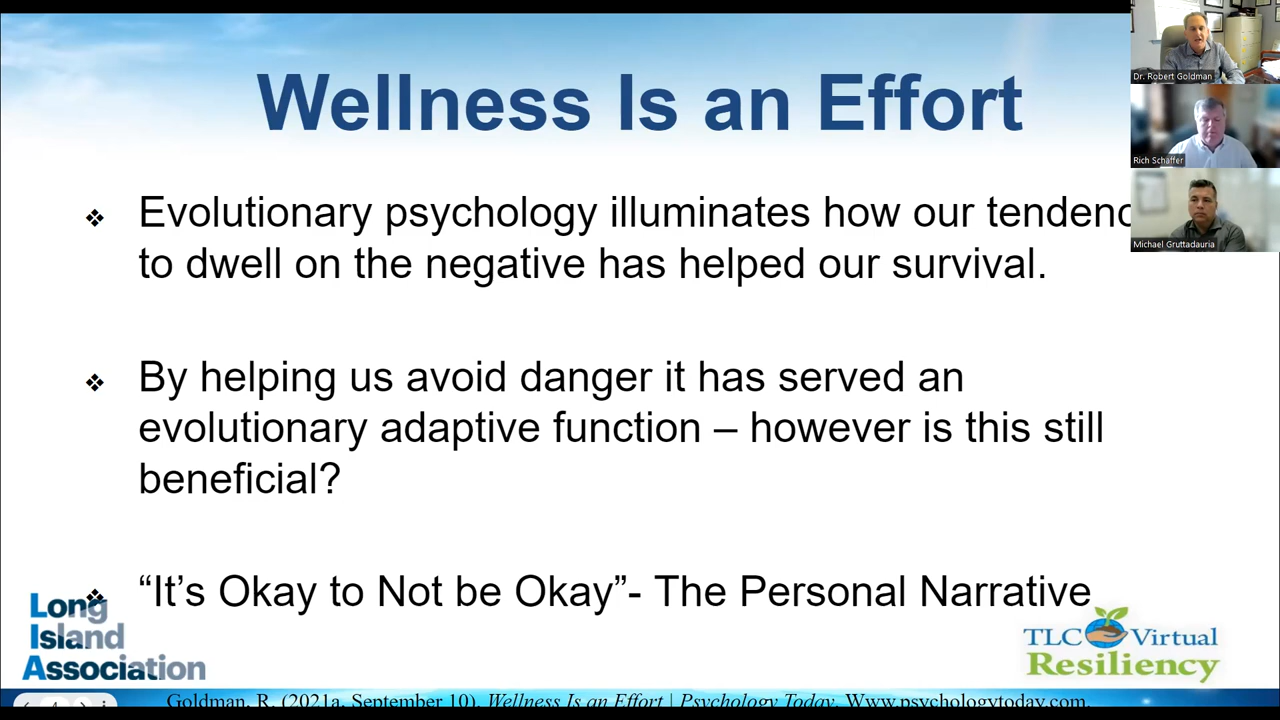 Wellness Is an Effort
Dr. Robert Goldman
Rich Schaffer
Michael Gruttadauria
❖ Evolutionary psychology illuminates how our tendenc
to dwell on the negative has helped our survival.
❖ By helping us avoid danger it has served an
evolutionary adaptive function – however is this still
beneficial?
❖ “It’s Okay to Not be Okay”- The Personal Narrative
Long
Island
Association
TLC Virtual
Resiliency
4
Goldman, R. (2021a, September 10). Wellness Is an Effort | Psychology Today. Www.psychologytoday.com.